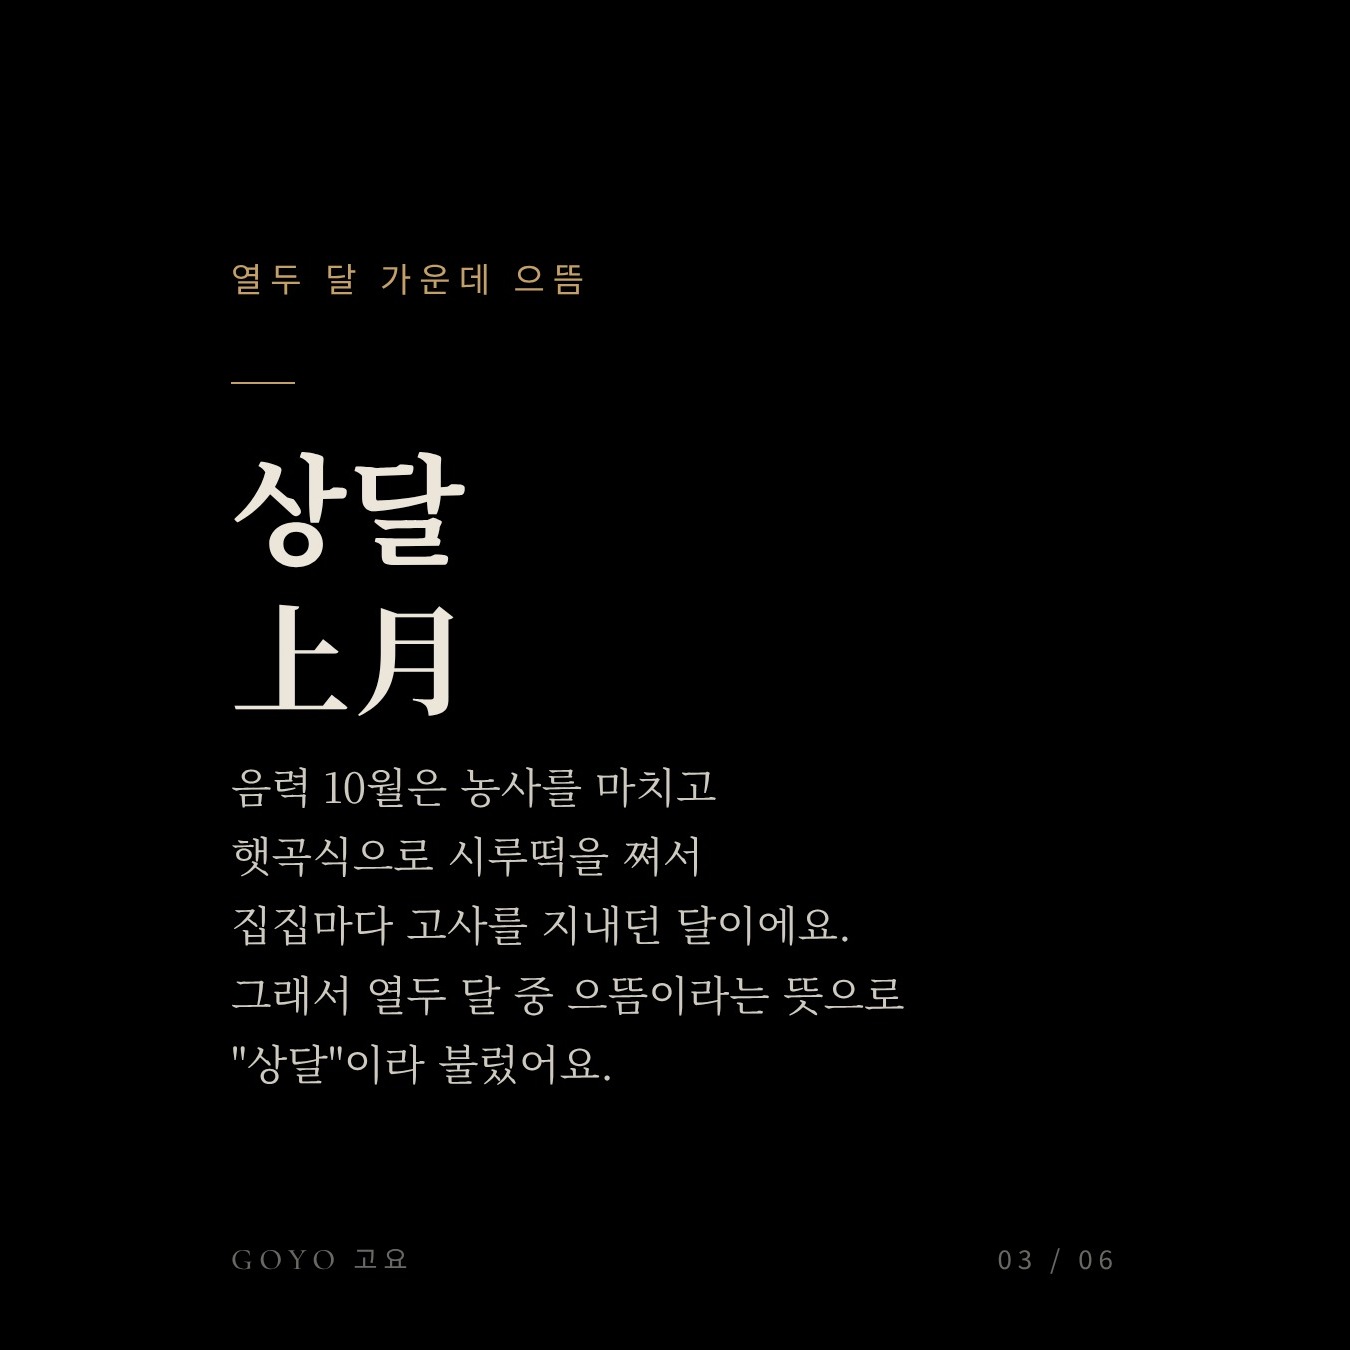 열두 달 가운데 으뜸
상달
上月
음력 10월은 농사를 마치고
햇곡식으로 시루떡을 쪄서
집집마다 고사를 지내던 달이에요.
그래서 열두 달 중 으뜸이라는 뜻으로
"상달"이라 불렀어요.
GOYO 고요
03 / 06